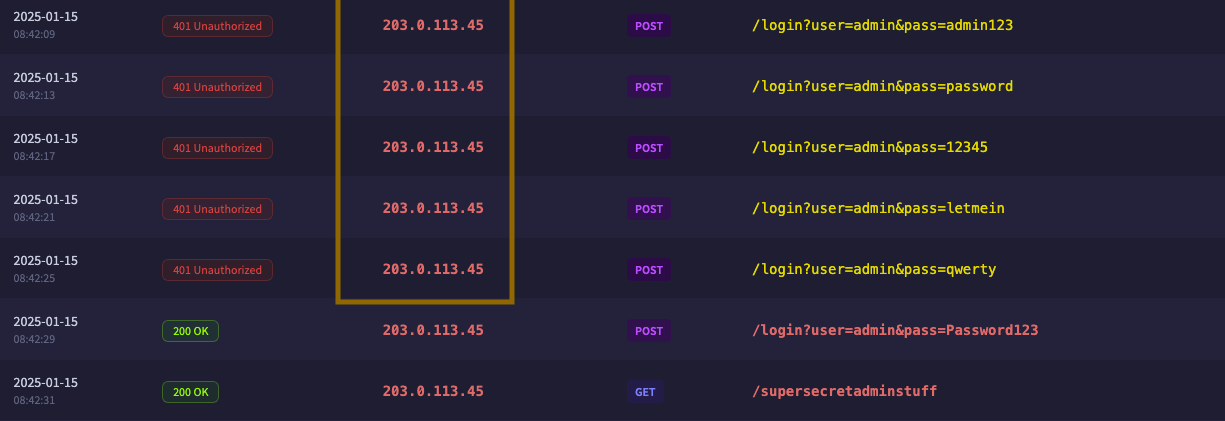 2025-01-15
08:42:09
401 Unauthorized
203.0.113.45
POST
/login?user=admin&pass=admin123
2025-01-15
08:42:13
401 Unauthorized
203.0.113.45
POST
/login?user=admin&pass=password
2025-01-15
08:42:17
401 Unauthorized
203.0.113.45
POST
/login?user=admin&pass=12345
2025-01-15
08:42:21
401 Unauthorized
203.0.113.45
POST
/login?user=admin&pass=letmein
2025-01-15
08:42:25
401 Unauthorized
203.0.113.45
POST
/login?user=admin&pass=qwerty
2025-01-15
08:42:29
200 OK
203.0.113.45
POST
/login?user=admin&pass=Password123
2025-01-15
08:42:31
200 OK
203.0.113.45
GET
/supersecretadminstuff